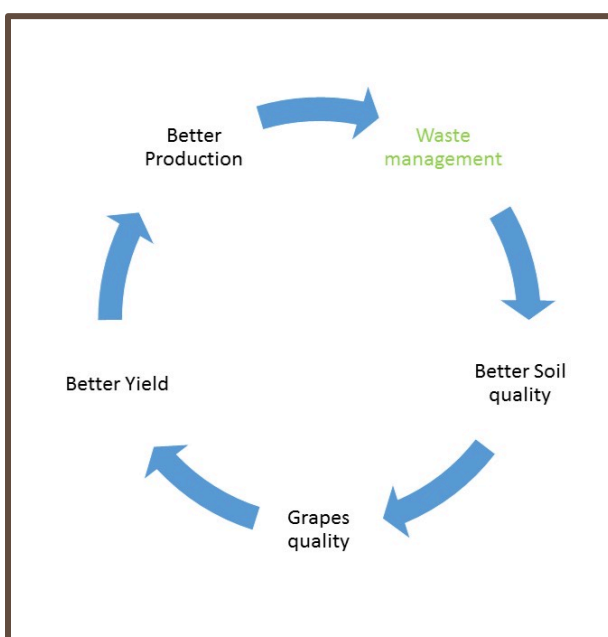 Better
Production
Waste
management
Better Soil
quality
Grapes
quality
Better Yield